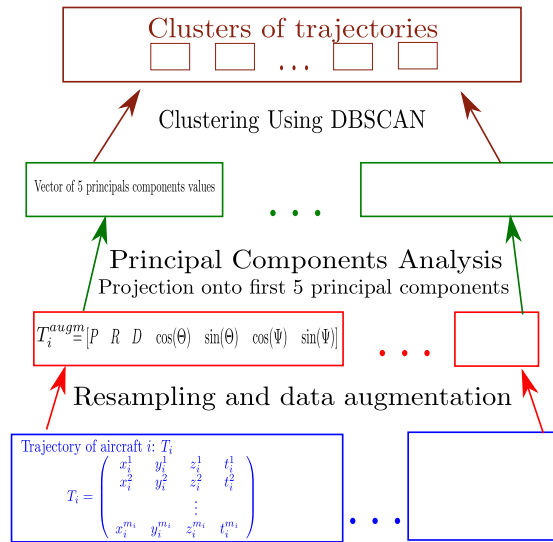 Clusters of trajectories
...
Clustering Using DBSCAN
Vector of 5 principals components values
...
Principal Components Analysis
Projection onto first 5 principal components
T_i^{augm} = [P R D cos(Θ) sin(Θ) cos(Ψ) sin(Ψ)]
...
Resampling and data augmentation
Trajectory of aircraft i: T_i
x_i^1 y_i^1 z_i^1 t_i^1
x_i^2 y_i^2 z_i^2 t_i^2
T_i =
⋮
x_i^{m_i} y_i^{m_i} z_i^{m_i} t_i^{m_i}
...